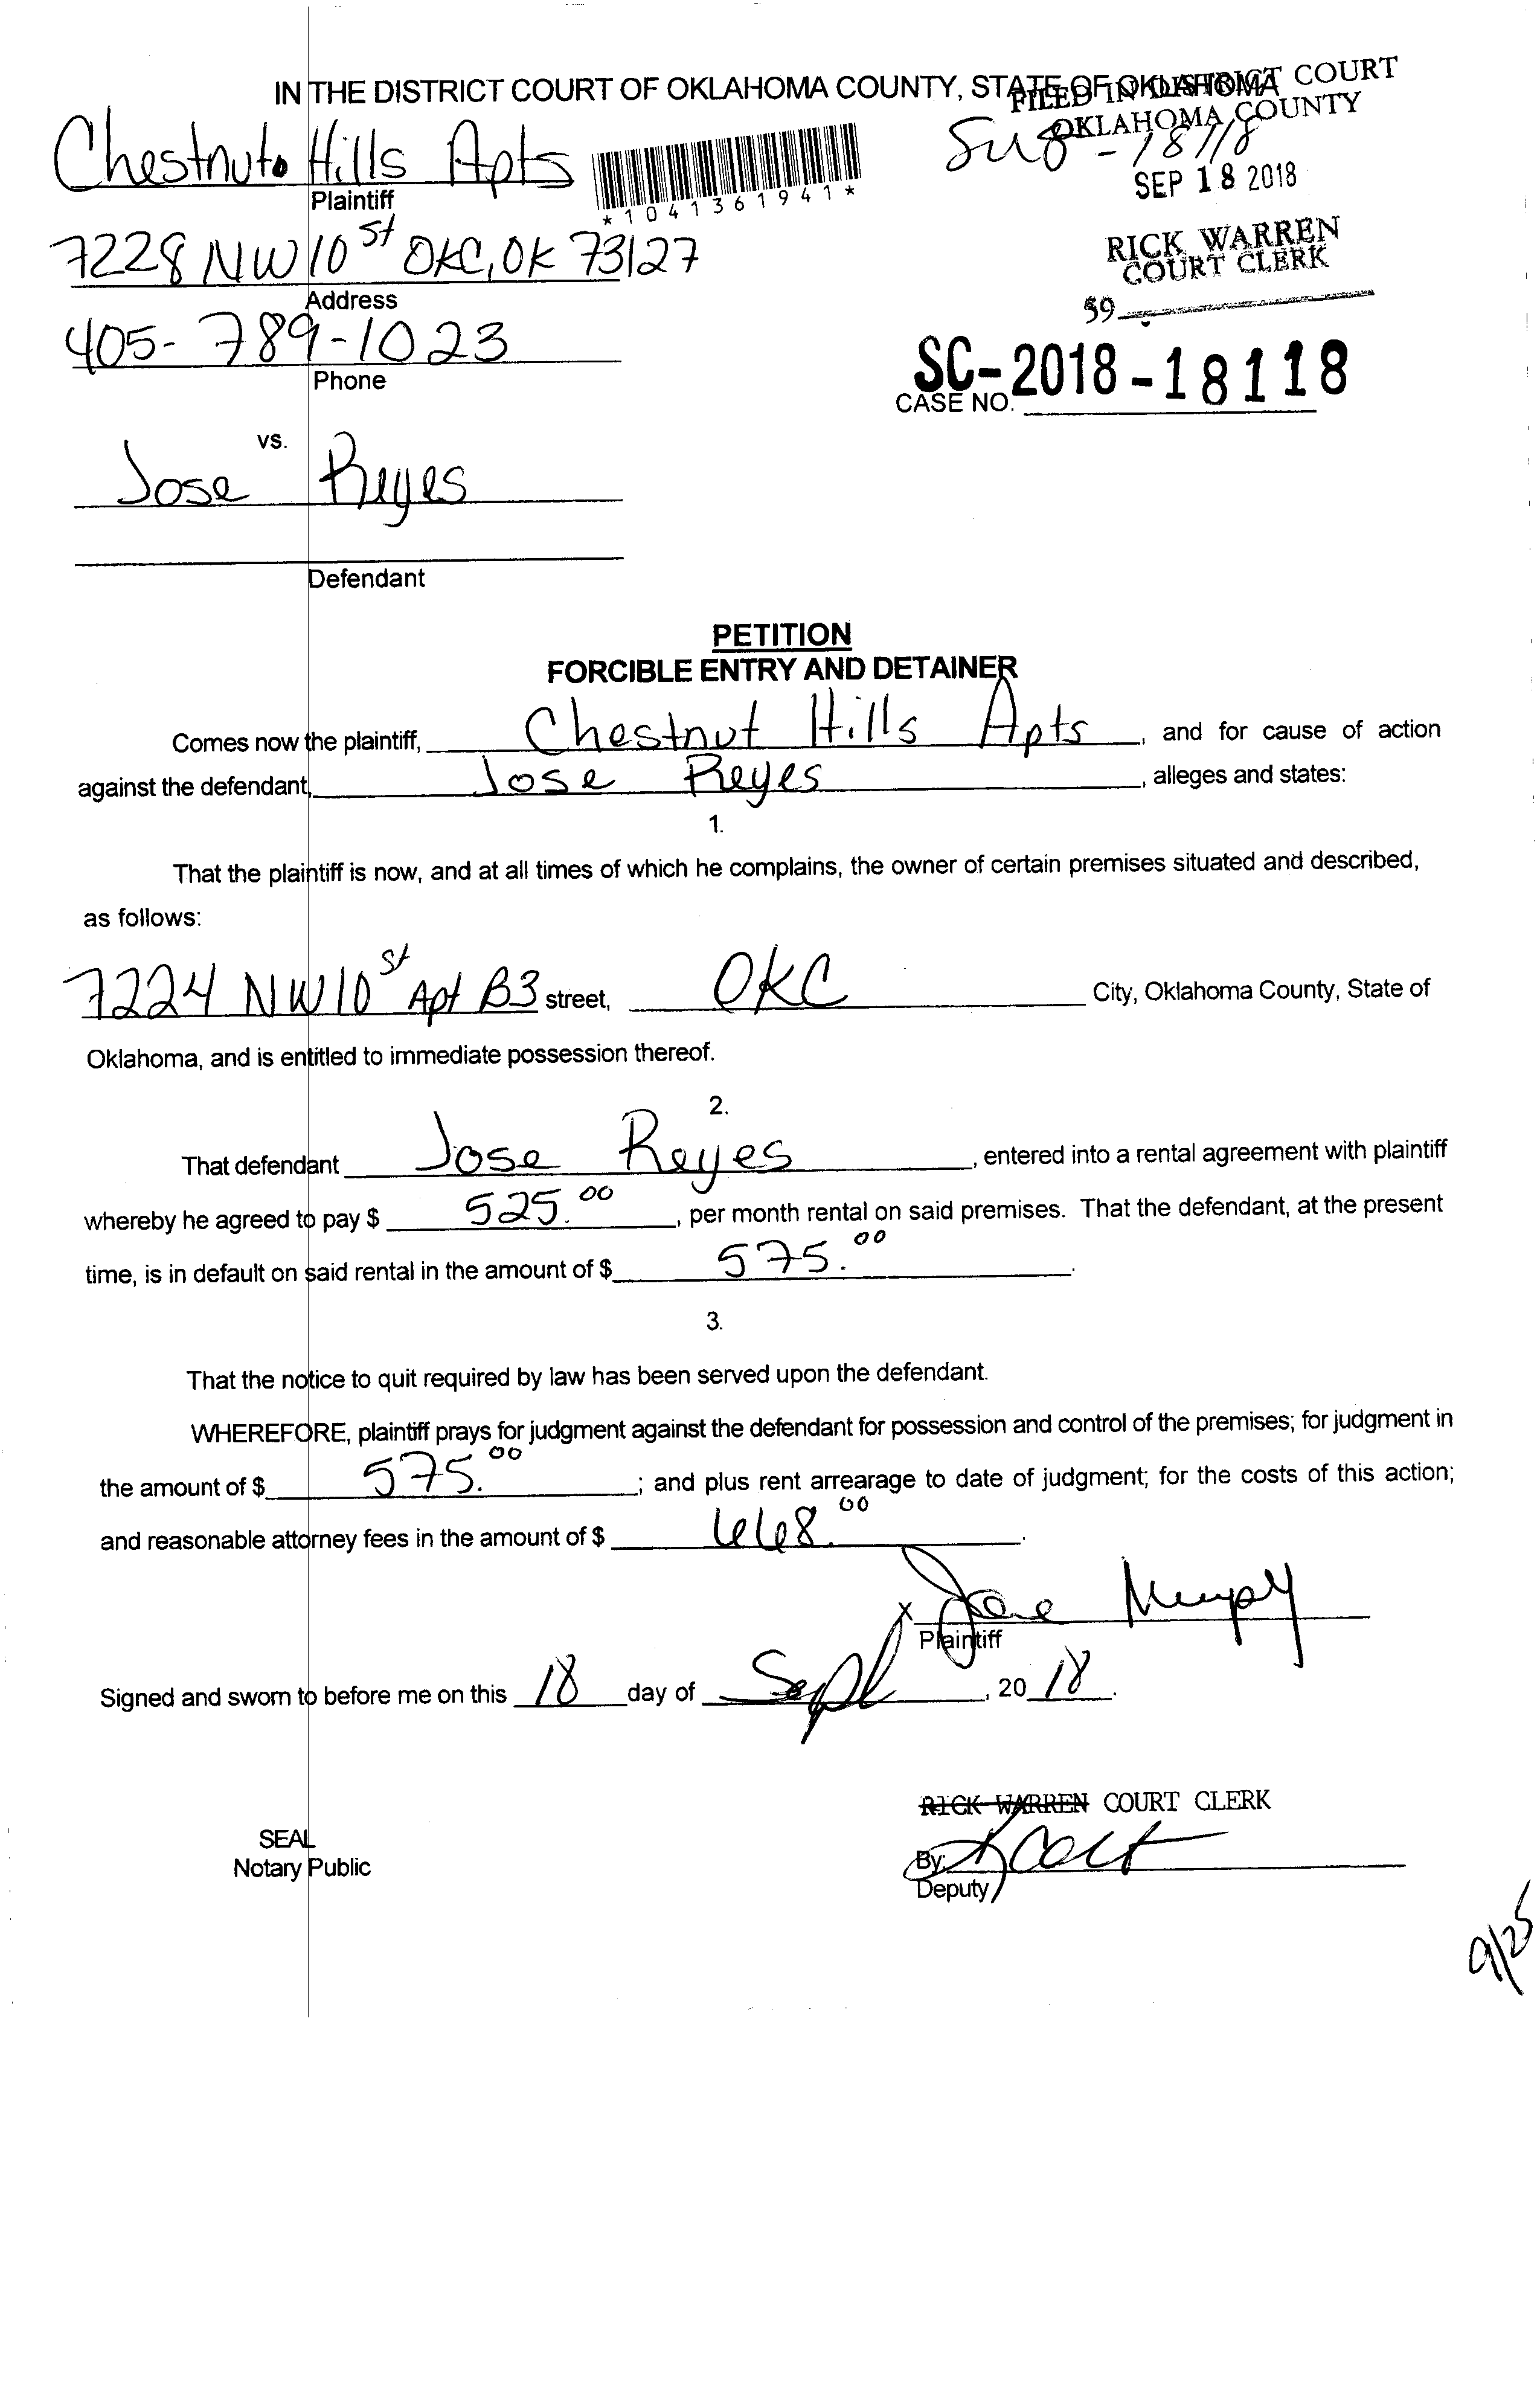 IN THE DISTRICT COURT OF OKLAHOMA COUNTY, STATE OF OKLAHOMA
FILED IN DISTRICT COURT
OKLAHOMA COUNTY
Chestnut Hills Apts
Plaintiff
*1041361941*
18118
SEP 18 2018
7228 NW 10 St OKC, OK 73127
Address
RICK WARREN
COURT CLERK
405-789-1023
Phone
59
SC-2018-18118
CASE NO.
vs.
Jose Reyes
Defendant
PETITION
FORCIBLE ENTRY AND DETAINER
Comes now the plaintiff, Chestnut Hills Apts, and for cause of action
against the defendant, Jose Reyes, alleges and states:
1.
That the plaintiff is now, and at all times of which he complains, the owner of certain premises situated and described,
as follows:
7224 NW 10 St Apt B3 street, OKC City, Oklahoma County, State of
Oklahoma, and is entitled to immediate possession thereof.
2.
That defendant Jose Reyes, entered into a rental agreement with plaintiff
whereby he agreed to pay $ 525.00, per month rental on said premises. That the defendant, at the present
time, is in default on said rental in the amount of $ 575.00.
3.
That the notice to quit required by law has been served upon the defendant.
WHEREFORE, plaintiff prays for judgment against the defendant for possession and control of the premises; for judgment in
the amount of $ 575.00; and plus rent arrearage to date of judgment; for the costs of this action;
and reasonable attorney fees in the amount of $ 668.00.
x
Plaintiff
Signed and sworn to before me on this 18 day of Sept, 2018.
RICK WARREN COURT CLERK
SEAL
Notary Public
By:
Deputy
9/25